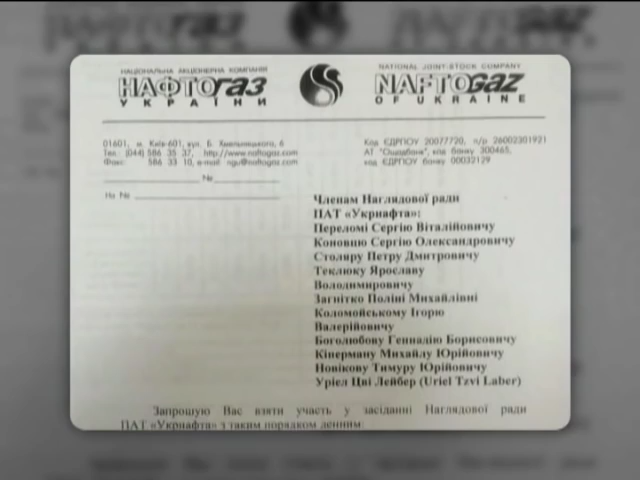 НАЦІОНАЛЬНА АКЦІОНЕРНА КОМПАНІЯ
НАФТОГАЗ
УКРАЇНИ
NATIONAL JOINT-STOCK COMPANY
NAFTOGAZ
OF UKRAINE
01601, м. Київ-601, вул. Б. Хмельницького, 6
Тел.: (044) 586 35 37, http://www.naftogaz.com
Факс: 586 33 10, e-mail: ngu@naftogaz.com
№
На №
Код ЄДРПОУ 20077720, п/р 26002301921
АТ "Ощадбанк", код банку 300465,
код ЄДРПОУ банку 00032129
Членам Наглядової ради
ПАТ «Укрнафта»:
Переломі Сергію Віталійовичу
Коновцю Сергію Олександровичу
Столяру Петру Дмитровичу
Теклюку Ярославу
Володимировичу
Загнітко Поліні Михайлівні
Коломойському Ігорю
Валерійовичу
Боголюбову Геннадію Борисовичу
Кіперману Михайлу Юрійовичу
Новікову Тимуру Юрійовичу
Уріел Цві Лейбер (Uriel Tzvi Laber)
Запрошую Вас взяти участь у засіданні Наглядової ради
ПАТ «Укрнафта» з таким порядком денним: